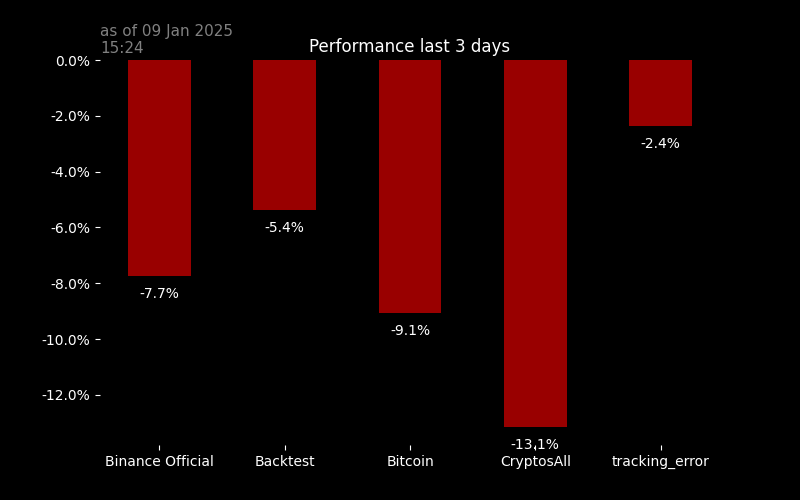 as of 09 Jan 2025
15:24
Performance last 3 days
0.0%
-2.0%
-4.0%
-6.0%
-8.0%
-10.0%
-12.0%
-7.7%
-5.4%
-9.1%
-13.1%
-2.4%
Binance Official
Backtest
Bitcoin
CryptosAll
tracking_error